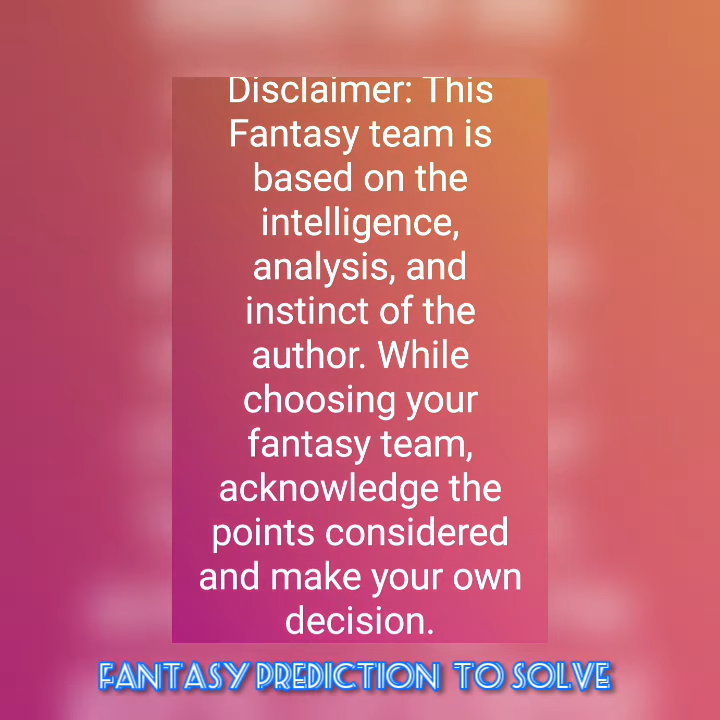 Disclaimer: This
Fantasy team is
based on the
intelligence,
analysis, and
instinct of the
author. While
choosing your
fantasy team,
acknowledge the
points considered
and make your own
decision.
FANTASY PREDICTION TO SOLVE